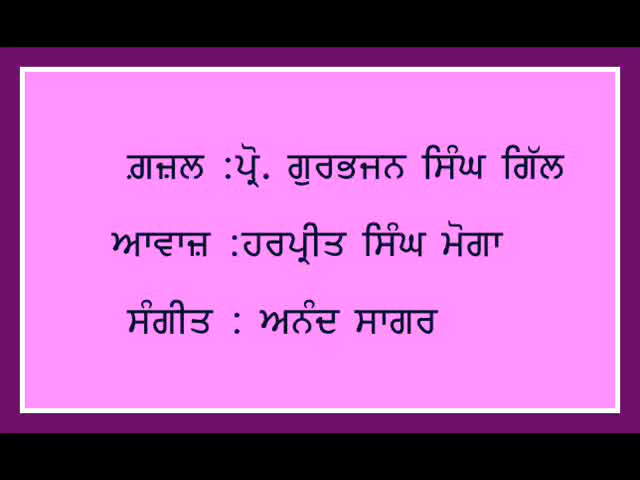 ਗ਼ਜ਼ਲ :ਪ੍ਰੋ. ਗੁਰਭਜਨ ਸਿੰਘ ਗਿੱਲ
ਆਵਾਜ਼ :ਹਰਪ੍ਰੀਤ ਸਿੰਘ ਮੋਗਾ
ਸੰਗੀਤ : ਅਨੰਦ ਸਾਗਰ